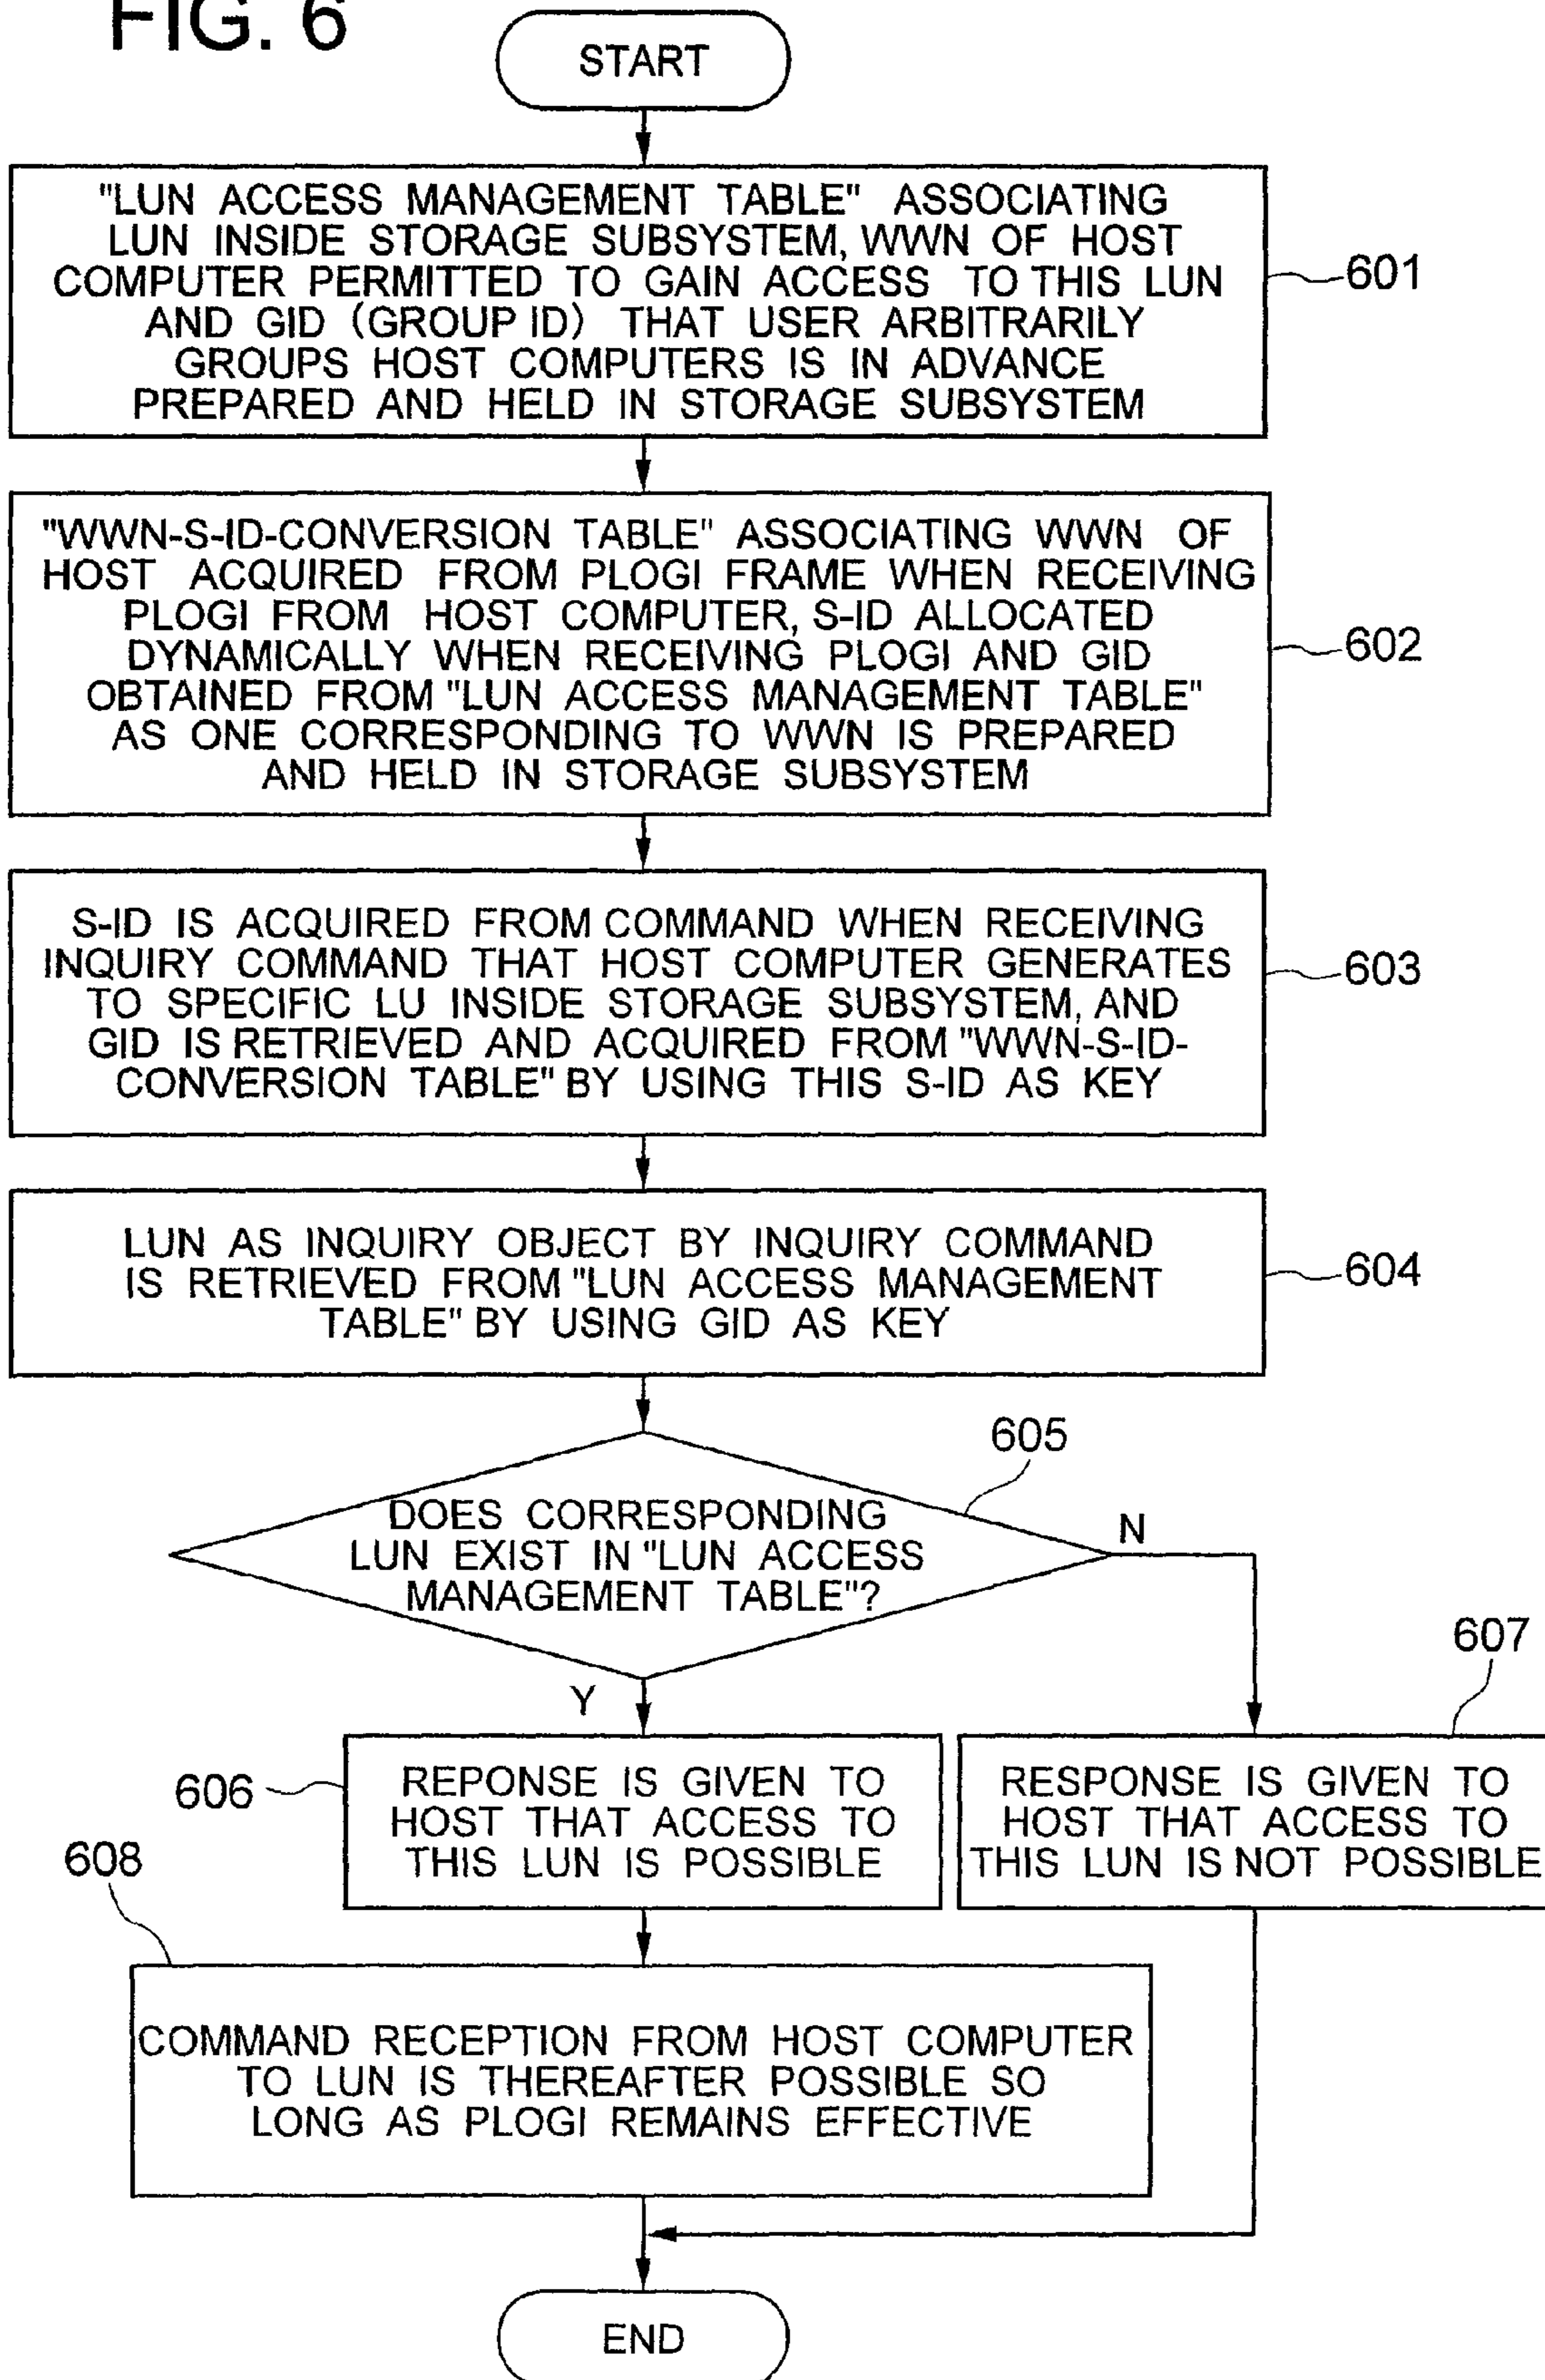 FIG. 6
START
"LUN ACCESS MANAGEMENT TABLE" ASSOCIATING
LUN INSIDE STORAGE SUBSYSTEM, WWN OF HOST
COMPUTER PERMITTED TO GAIN ACCESS TO THIS LUN
AND GID (GROUP ID) THAT USER ARBITRARILY
GROUPS HOST COMPUTERS IS IN ADVANCE
PREPARED AND HELD IN STORAGE SUBSYSTEM
601
"WWN-S-ID-CONVERSION TABLE" ASSOCIATING WWN OF
HOST ACQUIRED FROM PLOGI FRAME WHEN RECEIVING
PLOGI FROM HOST COMPUTER, S-ID ALLOCATED
DYNAMICALLY WHEN RECEIVING PLOGI AND GID
OBTAINED FROM "LUN ACCESS MANAGEMENT TABLE"
AS ONE CORRESPONDING TO WWN IS PREPARED
AND HELD IN STORAGE SUBSYSTEM
602
S-ID IS ACQUIRED FROM COMMAND WHEN RECEIVING
INQUIRY COMMAND THAT HOST COMPUTER GENERATES
TO SPECIFIC LU INSIDE STORAGE SUBSYSTEM, AND
GID IS RETRIEVED AND ACQUIRED FROM "WWN-S-ID-
CONVERSION TABLE" BY USING THIS S-ID AS KEY
603
LUN AS INQUIRY OBJECT BY INQUIRY COMMAND
IS RETRIEVED FROM "LUN ACCESS MANAGEMENT
TABLE" BY USING GID AS KEY
604
605
DOES CORRESPONDING
LUN EXIST IN "LUN ACCESS
MANAGEMENT TABLE"?
N
Y
607
606
REPONSE IS GIVEN TO
HOST THAT ACCESS TO
THIS LUN IS POSSIBLE
RESPONSE IS GIVEN TO
HOST THAT ACCESS TO
THIS LUN IS NOT POSSIBLE
608
COMMAND RECEPTION FROM HOST COMPUTER
TO LUN IS THEREAFTER POSSIBLE SO
LONG AS PLOGI REMAINS EFFECTIVE
END